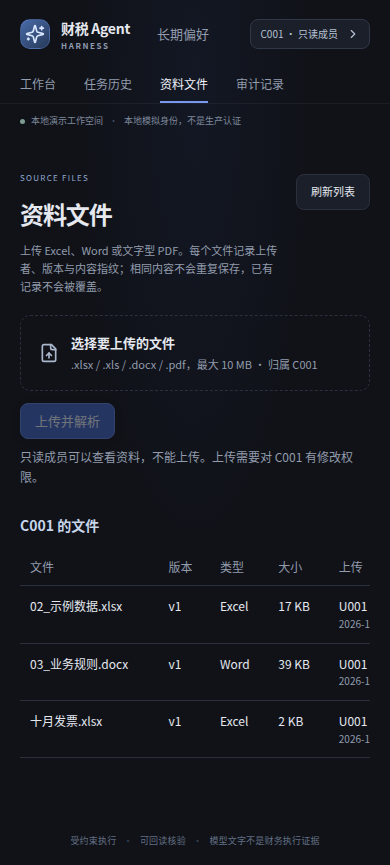 财税 Agent
HARNESS
长期偏好
C001 · 只读成员
工作台 任务历史 资料文件 审计记录
本地演示工作空间 · 本地模拟身份，不是生产认证
SOURCE FILES
资料文件
刷新列表
上传 Excel、Word 或文字型 PDF。每个文件记录上传
者、版本与内容指纹；相同内容不会重复保存，已有
记录不会被覆盖。
选择要上传的文件
.xlsx / .xls / .docx / .pdf，最大 10 MB · 归属 C001
上传并解析
只读成员可以查看资料，不能上传。上传需要对 C001 有修改权
限。
C001 的文件
文件 版本 类型 大小 上传
02_示例数据.xlsx v1 Excel 17 KB U001
2026-1
03_业务规则.docx v1 Word 39 KB U001
2026-1
十月发票.xlsx v1 Excel 2 KB U001
2026-1
受约束执行 · 可回读核验 · 模型文字不是财务执行证据